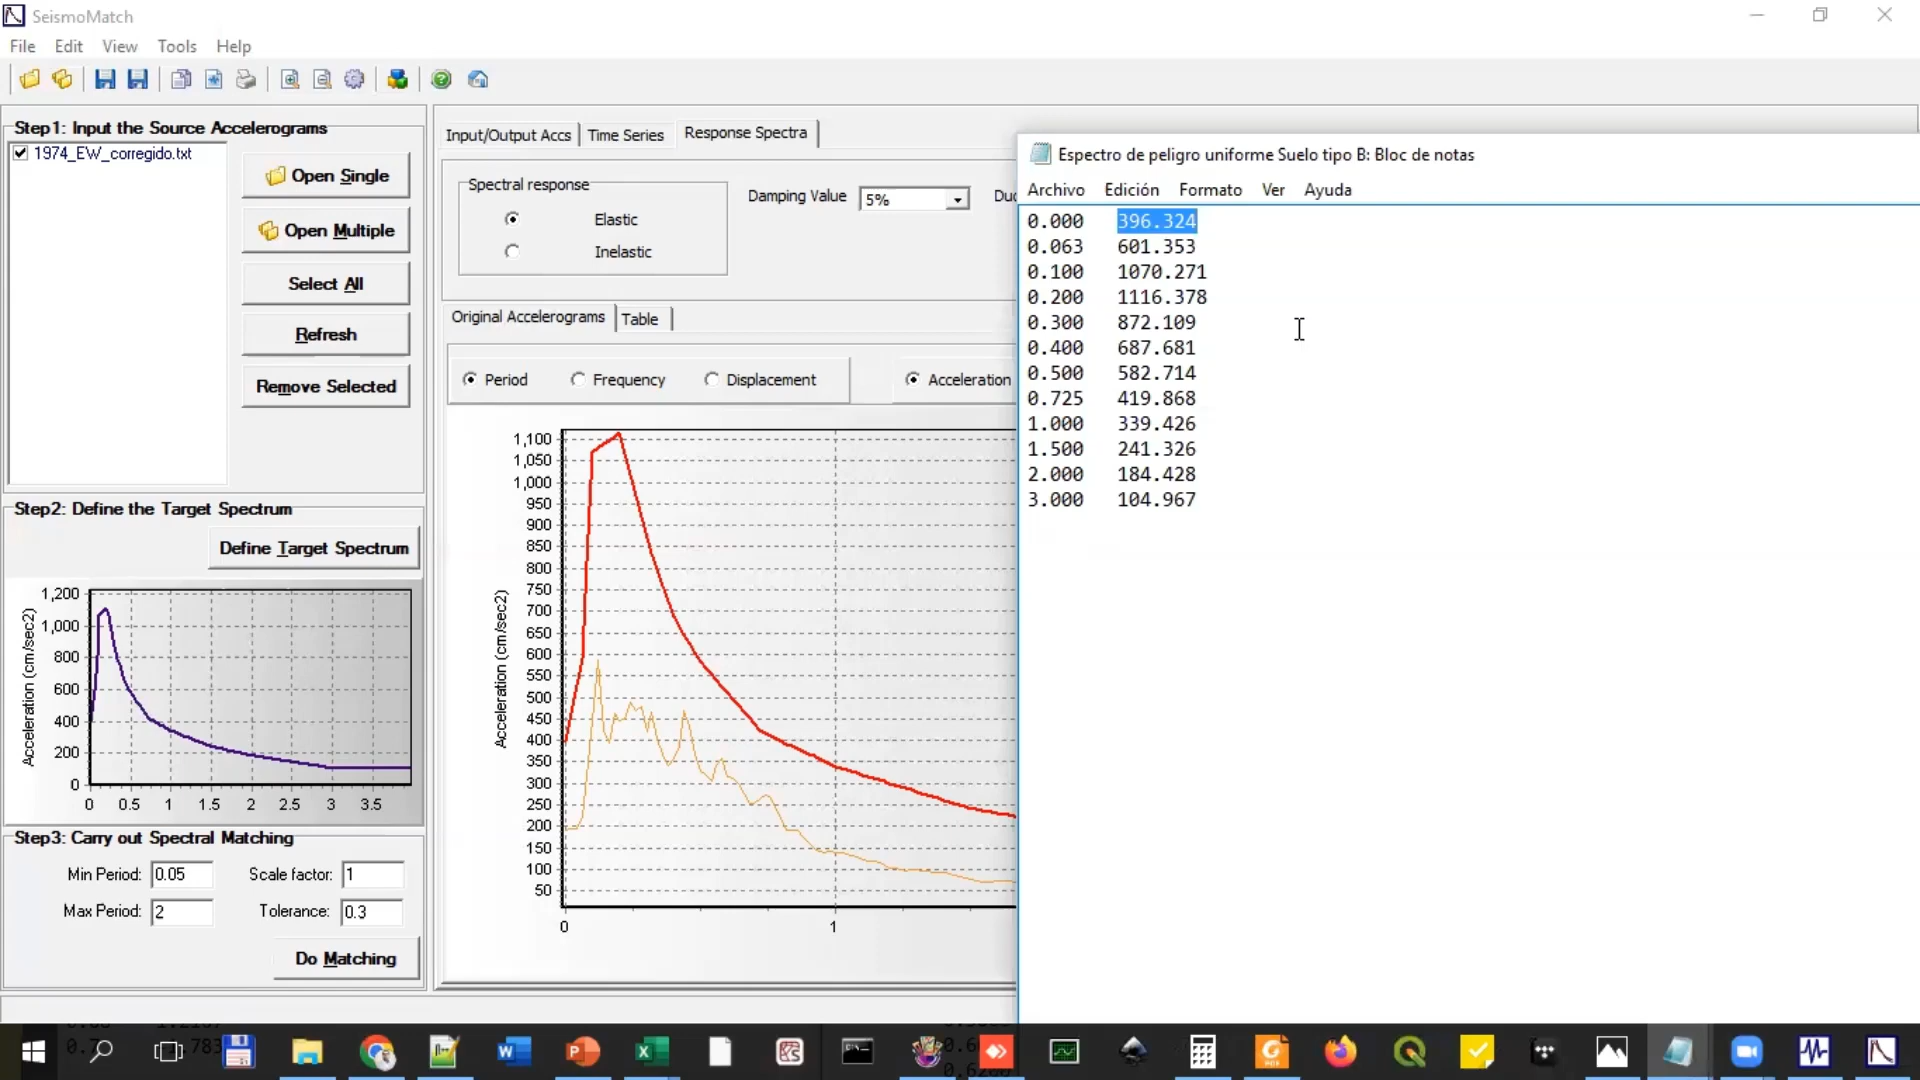 SeismoMatch
File Edit View Tools Help
Step1: Input the Source Accelerograms
1974_EW_corregido.txt
Open Single
Open Multiple
Select All
Refresh
Remove Selected
Step2: Define the Target Spectrum
Define Target Spectrum
Acceleration (cm/sec2)
1,200
1,000
800
600
400
200
0
0 0.5 1 1.5 2 2.5 3 3.5
Step3: Carry out Spectral Matching
Min Period: 0.05 Scale factor: 1
Max Period: 2 Tolerance: 0.3
Do Matching
Input/Output Accs Time Series Response Spectra
Spectral response
Elastic
Inelastic
Damping Value 5%
Original Accelerograms Table
Period Frequency Displacement Acceleration
Acceleration (cm/sec2)
1,100
1,050
1,000
950
900
850
800
750
700
650
600
550
500
450
400
350
300
250
200
150
100
50
0 1
Espectro de peligro uniforme Suelo tipo B: Bloc de notas
Archivo Edición Formato Ver Ayuda
0.000 396.324
0.063 601.353
0.100 1070.271
0.200 1116.378
0.300 872.109
0.400 687.681
0.500 582.714
0.725 419.868
1.000 339.426
1.500 241.326
2.000 184.428
3.000 104.967